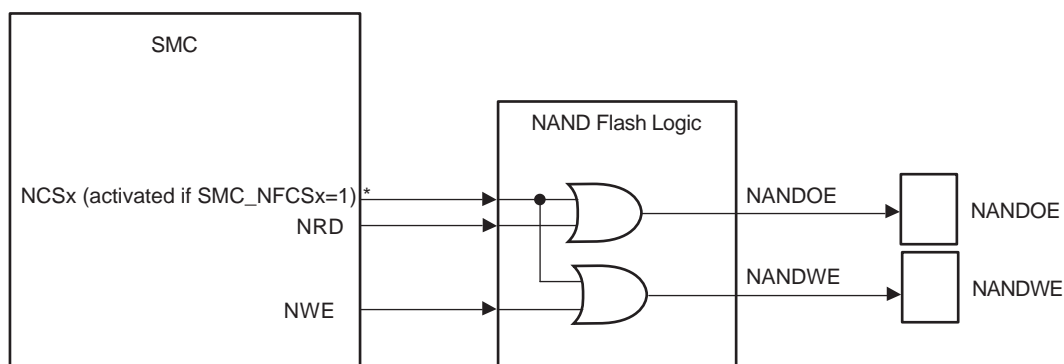 SMC
NAND Flash Logic
NCSx (activated if SMC_NFCSx=1) *
NRD
NWE
NANDOE
NANDOE
NANDWE
NANDWE